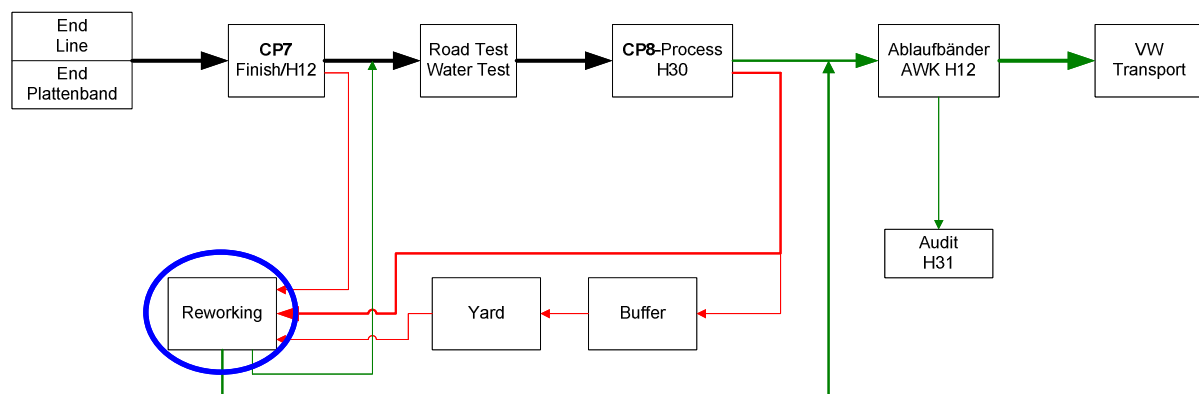 End
Line
End
Plattenband
CP7
Finish/H12
Road Test
Water Test
CP8-Process
H30
Ablaufbänder
AWK H12
VW
Transport
Audit
H31
Reworking
Yard
Buffer